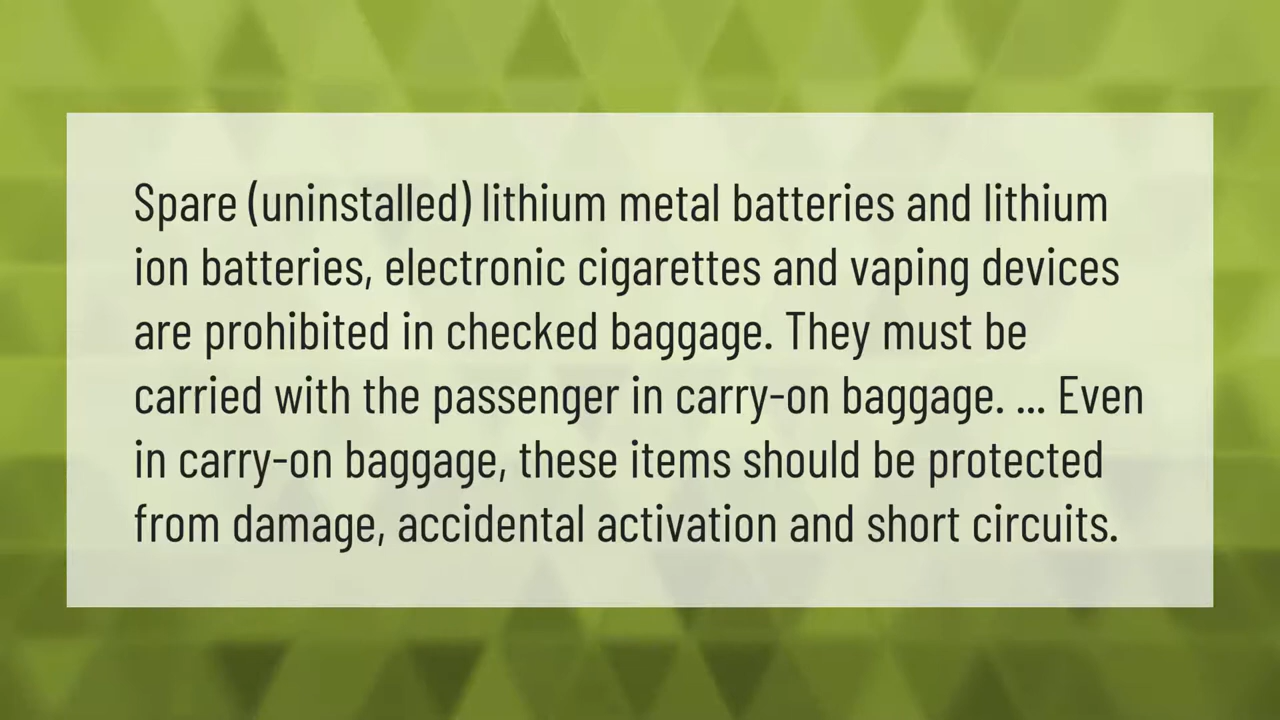 Spare (uninstalled) lithium metal batteries and lithium
ion batteries, electronic cigarettes and vaping devices
are prohibited in checked baggage. They must be
carried with the passenger in carry-on baggage. ... Even
in carry-on baggage, these items should be protected
from damage, accidental activation and short circuits.